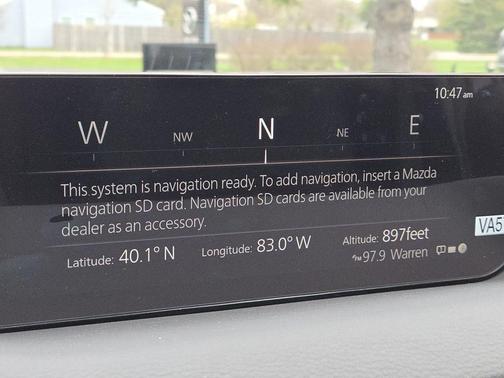 10:47am
W NW N NE E
This system is navigation ready. To add navigation, insert a Mazda
navigation SD card. Navigation SD cards are available from your
dealer as an accessory.
Latitude: 40.1° N Longitude: 83.0° W Altitude: 897feet
FM 97.9 Warren
VA5